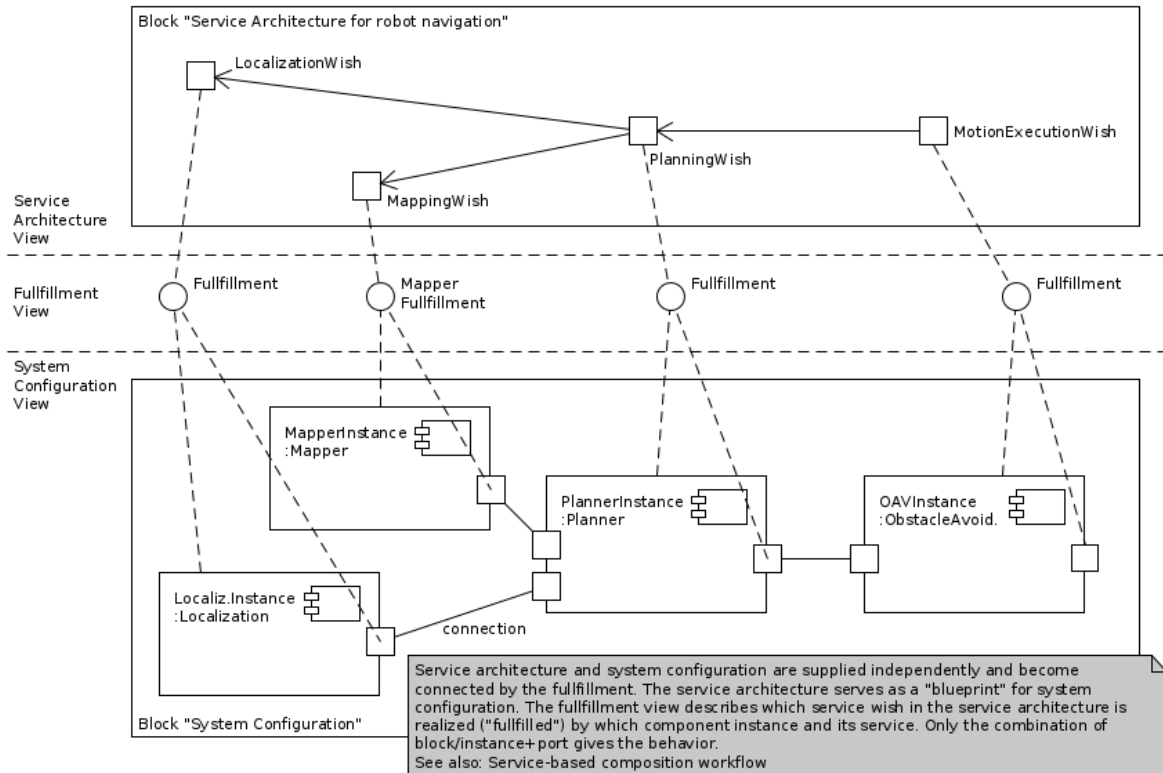 Block "Service Architecture for robot navigation"
LocalizationWish
MotionExecutionWish
PlanningWish
MappingWish
Service
Architecture
View
Fullfillment
Mapper
Fullfillment
Fullfillment
Fullfillment
Fullfillment
View
System
Configuration
View
MapperInstance
:Mapper
PlannerInstance
:Planner
OAVInstance
:ObstacleAvoid.
Localiz.Instance
:Localization
connection
Service architecture and system configuration are supplied independently and become
connected by the fullfillment. The service architecture serves as a "blueprint" for system
configuration. The fullfillment view describes which service wish in the service architecture is
realized ("fullfilled") by which component instance and its service. Only the combination of
block/instance+port gives the behavior.
See also: Service-based composition workflow
Block "System Configuration"